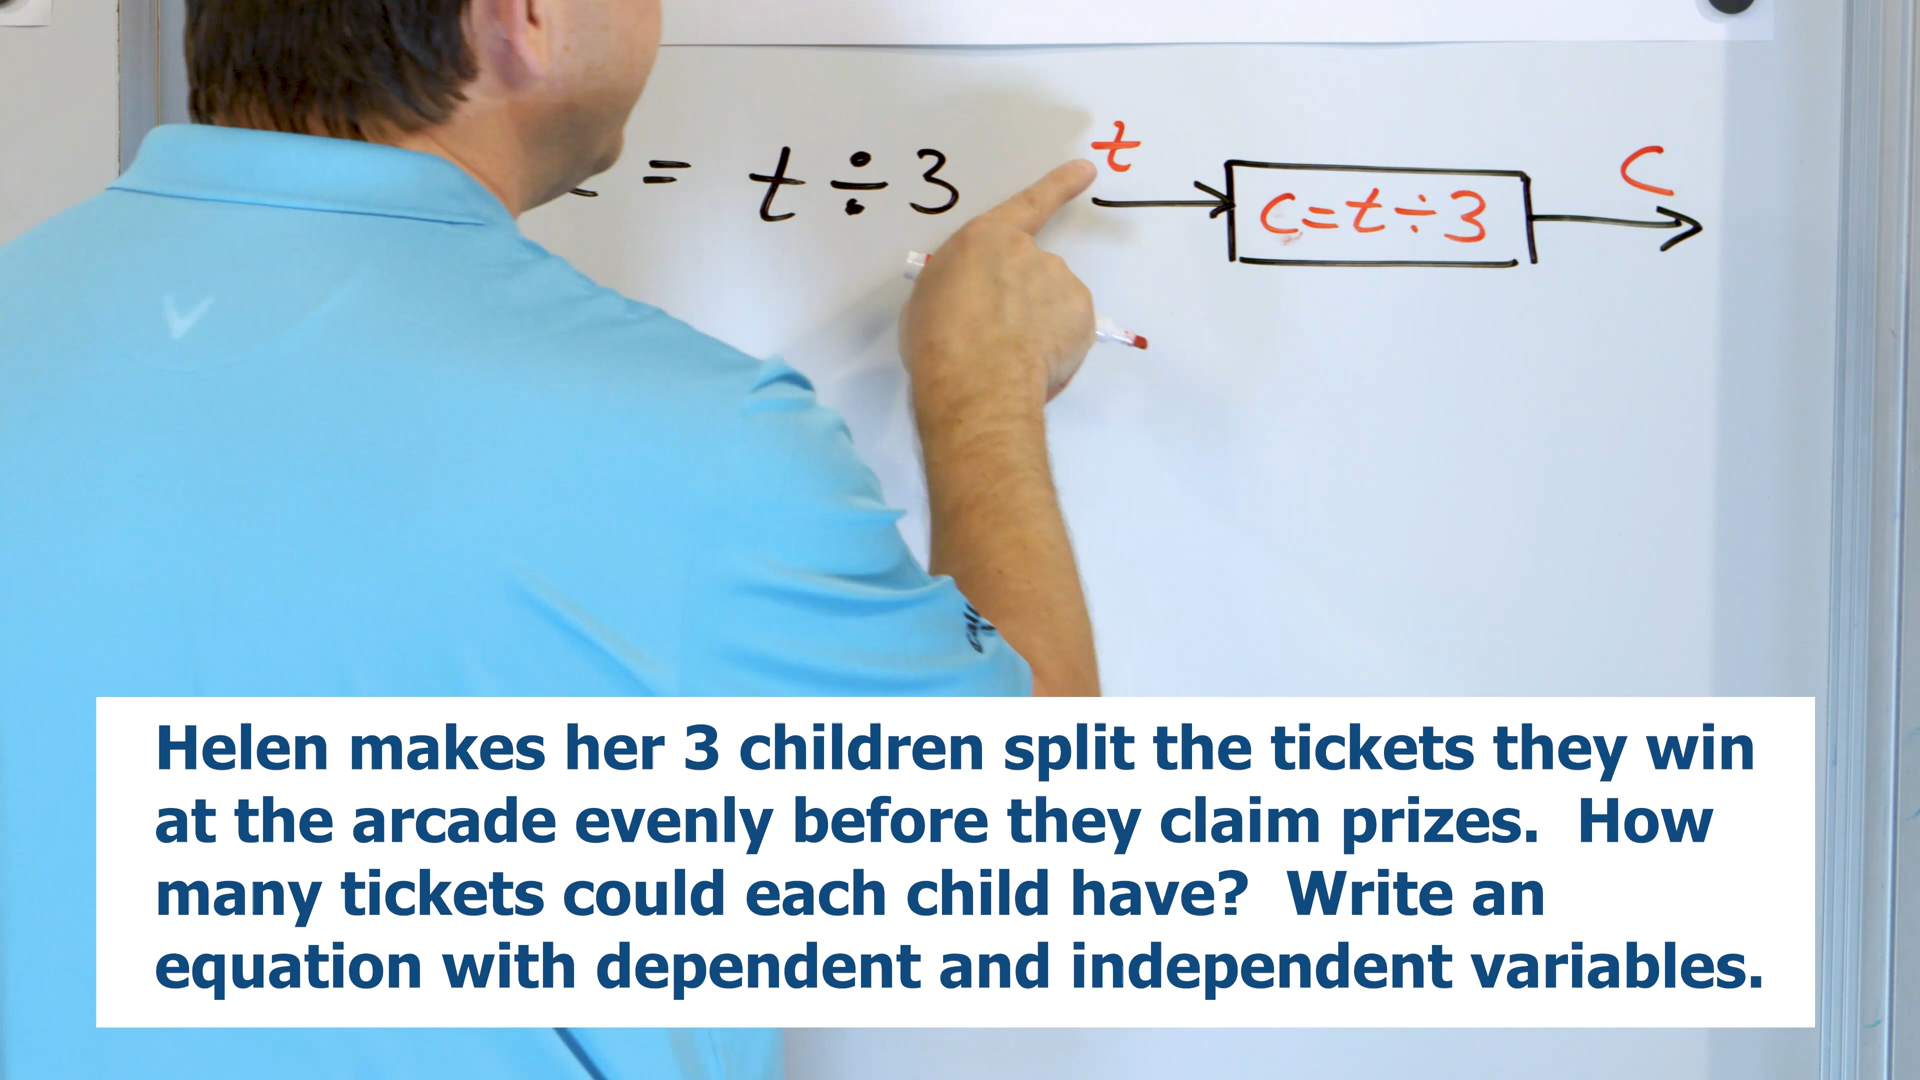 = t ÷ 3
t
c = t ÷ 3
c
Helen makes her 3 children split the tickets they win
at the arcade evenly before they claim prizes.  How
many tickets could each child have?  Write an
equation with dependent and independent variables.